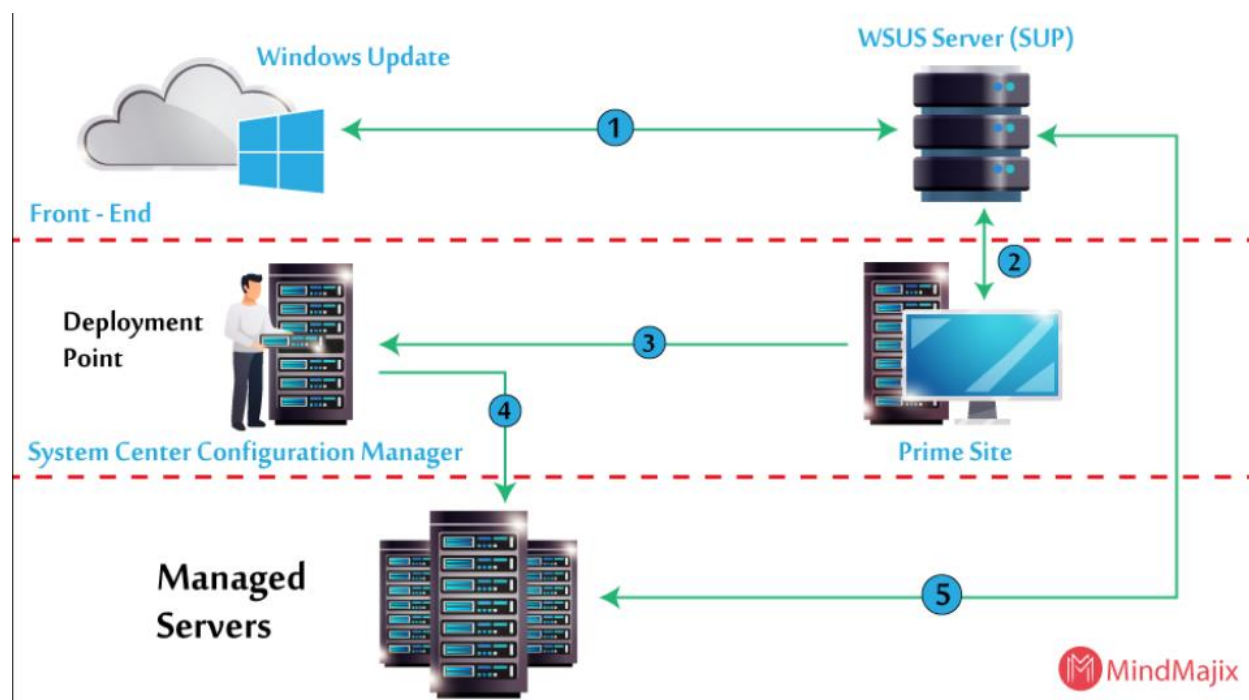 Windows Update
WSUS Server (SUP)
1
Front - End
2
Deployment
Point
3
4
System Center Configuration Manager
Prime Site
Managed
Servers
5
MindMajix